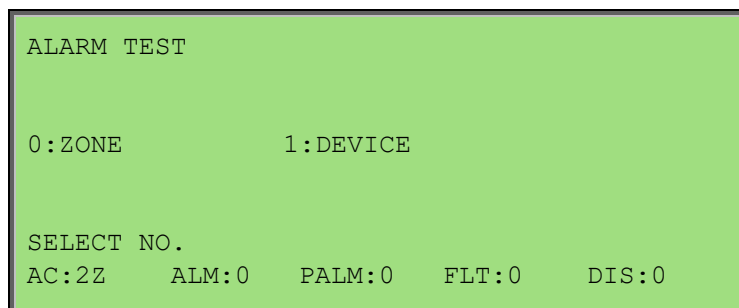 ALARM TEST
0:ZONE 1:DEVICE
SELECT NO.
AC:2Z ALM:0 PALM:0 FLT:0 DIS:0